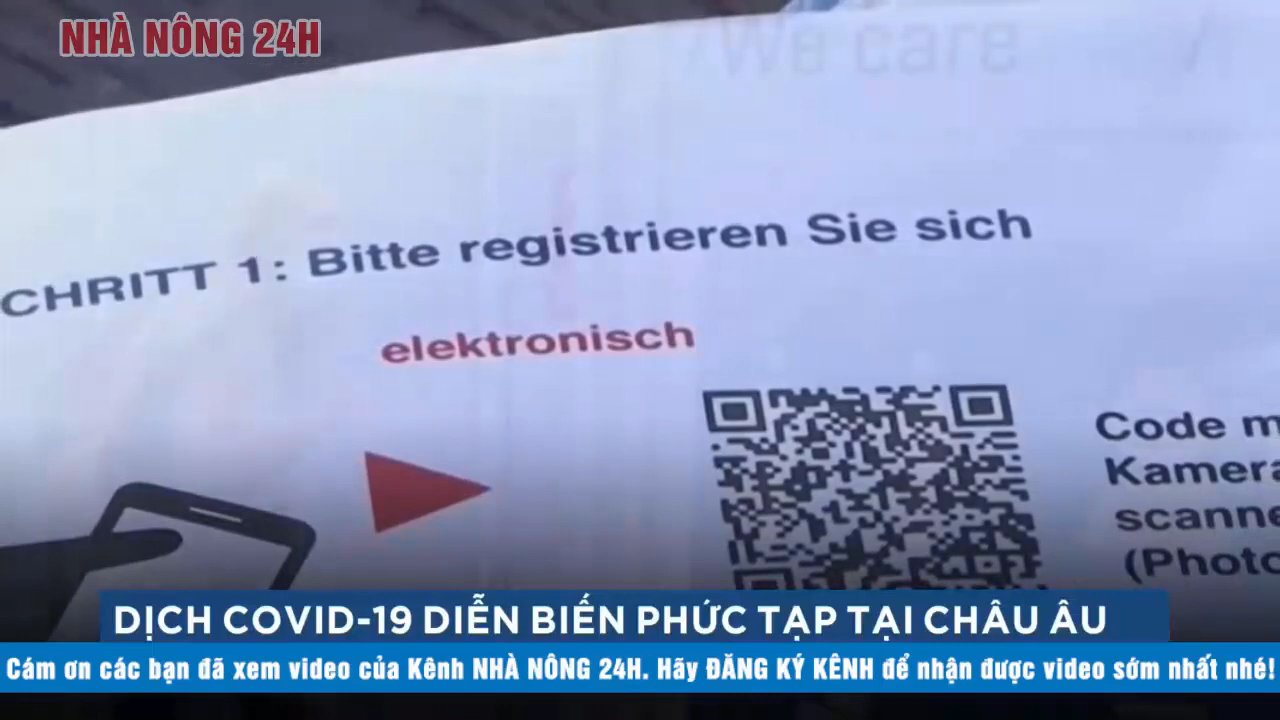 NHÀ NÔNG 24H
We care
CHRITT 1: Bitte registrieren Sie sich
elektronisch
Code
Kamera
(Photo
DỊCH COVID-19 DIỄN BIẾN PHỨC TẠP TẠI CHÂU ÂU
Cám ơn các bạn đã xem video của Kênh NHÀ NÔNG 24H. Hãy ĐĂNG KÝ KÊNH để nhận được video sớm nhất nhé!